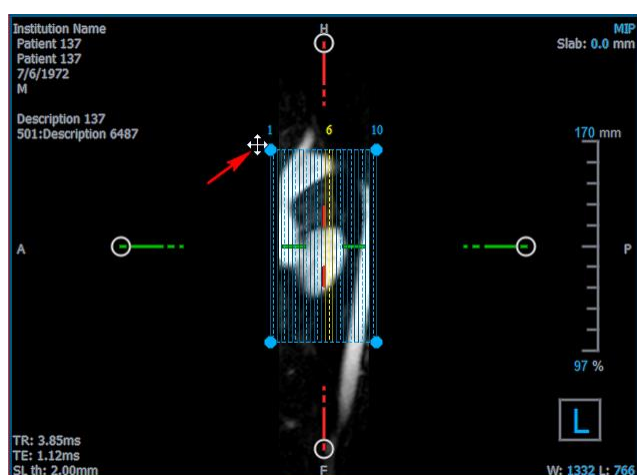 Institution Name
Patient 137
Patient 137
7/6/1972
M
Description 137
501:Description 6487
H
MIP
Slab: 0.0 mm
1 6 10
170 mm
A
P
97 %
L
TR: 3.85ms
TE: 1.12ms
SL th: 2.00mm
F
W: 1332 L: 766